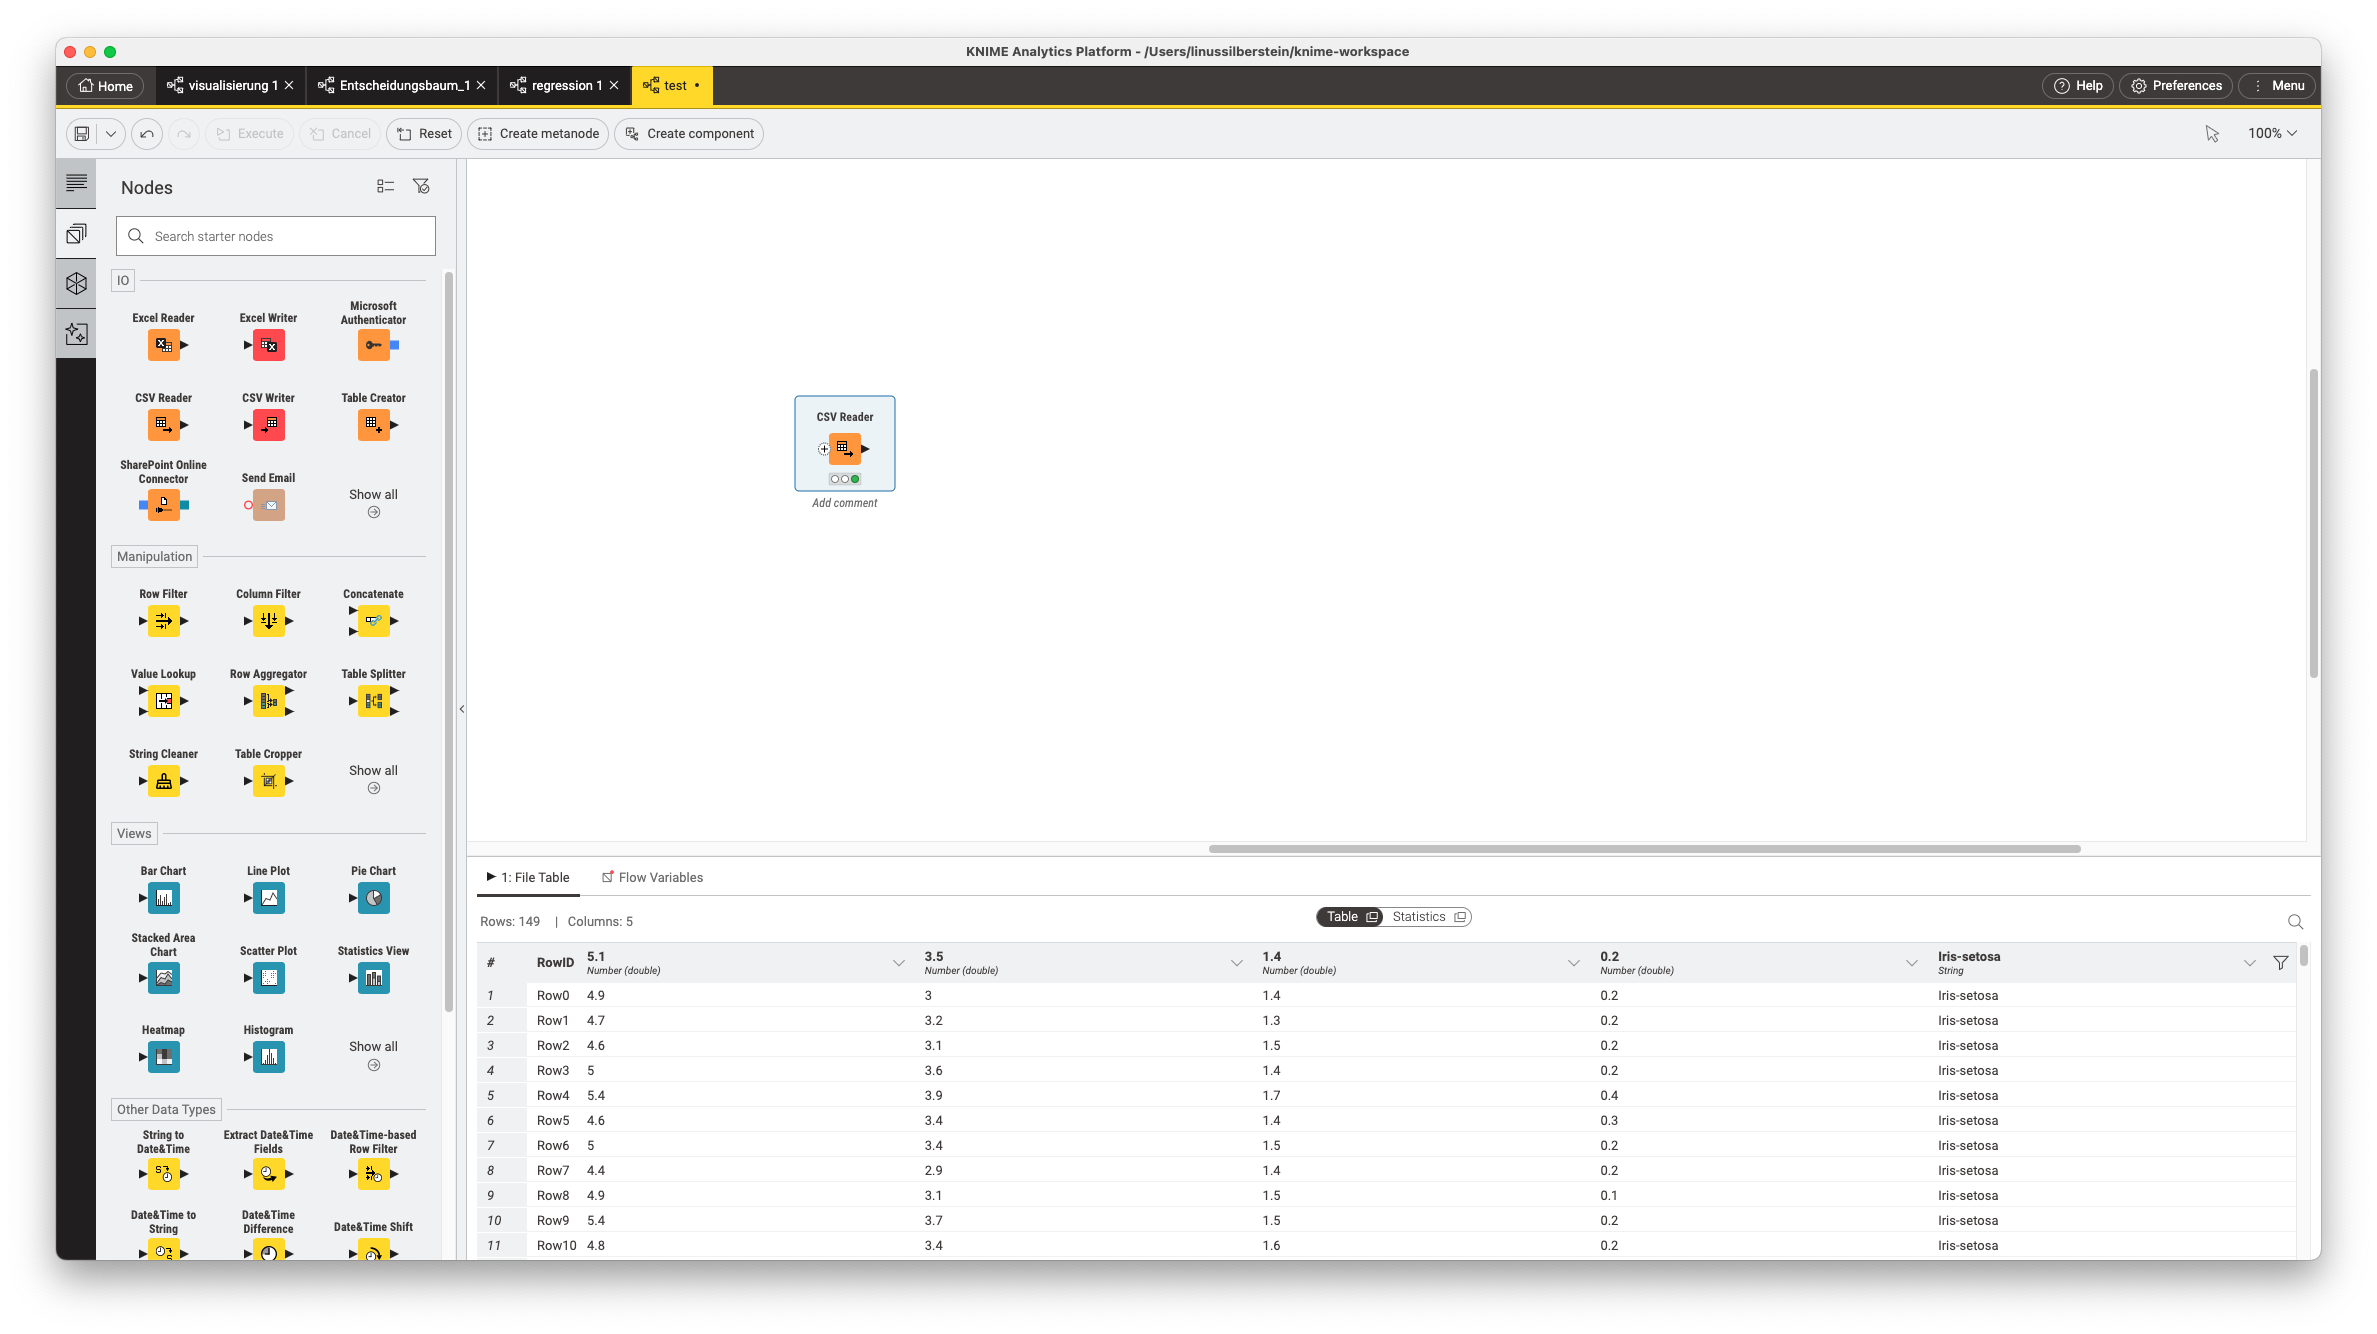 KNIME Analytics Platform - /Users/linussilberstein/knime-workspace
Home visualisierung 1 Entscheidungsbaum_1 regression 1 test • Help Preferences Menu
Execute Cancel Reset Create metanode Create component 100%
Nodes
Search starter nodes
IO
Excel Reader Excel Writer Microsoft Authenticator
CSV Reader CSV Writer Table Creator
SharePoint Online Connector Send Email Show all
Manipulation
Row Filter Column Filter Concatenate
Value Lookup Row Aggregator Table Splitter
String Cleaner Table Cropper Show all
Views
Bar Chart Line Plot Pie Chart
Stacked Area Chart Scatter Plot Statistics View
Heatmap Histogram Show all
Other Data Types
String to Date&Time Extract Date&Time Fields Date&Time-based Row Filter
Date&Time to String Date&Time Difference Date&Time Shift
CSV Reader
Add comment
1: File Table Flow Variables
Rows: 149 | Columns: 5 Table Statistics
# RowID 5.1 3.5 1.4 0.2 Iris-setosa
Number (double) Number (double) Number (double) Number (double) String
1 Row0 4.9 3 1.4 0.2 Iris-setosa
2 Row1 4.7 3.2 1.3 0.2 Iris-setosa
3 Row2 4.6 3.1 1.5 0.2 Iris-setosa
4 Row3 5 3.6 1.4 0.2 Iris-setosa
5 Row4 5.4 3.9 1.7 0.4 Iris-setosa
6 Row5 4.6 3.4 1.4 0.3 Iris-setosa
7 Row6 5 3.4 1.5 0.2 Iris-setosa
8 Row7 4.4 2.9 1.4 0.2 Iris-setosa
9 Row8 4.9 3.1 1.5 0.1 Iris-setosa
10 Row9 5.4 3.7 1.5 0.2 Iris-setosa
11 Row10 4.8 3.4 1.6 0.2 Iris-setosa